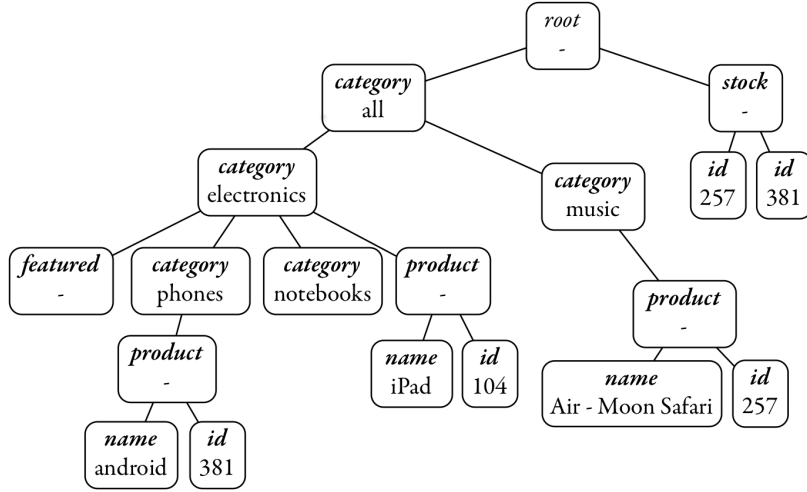 root
-
category
all
stock
-
id
257
id
381
category
electronics
category
music
featured
-
category
phones
category
notebooks
product
-
product
-
product
-
name
iPad
id
104
name
Air - Moon Safari
id
257
name
android
id
381